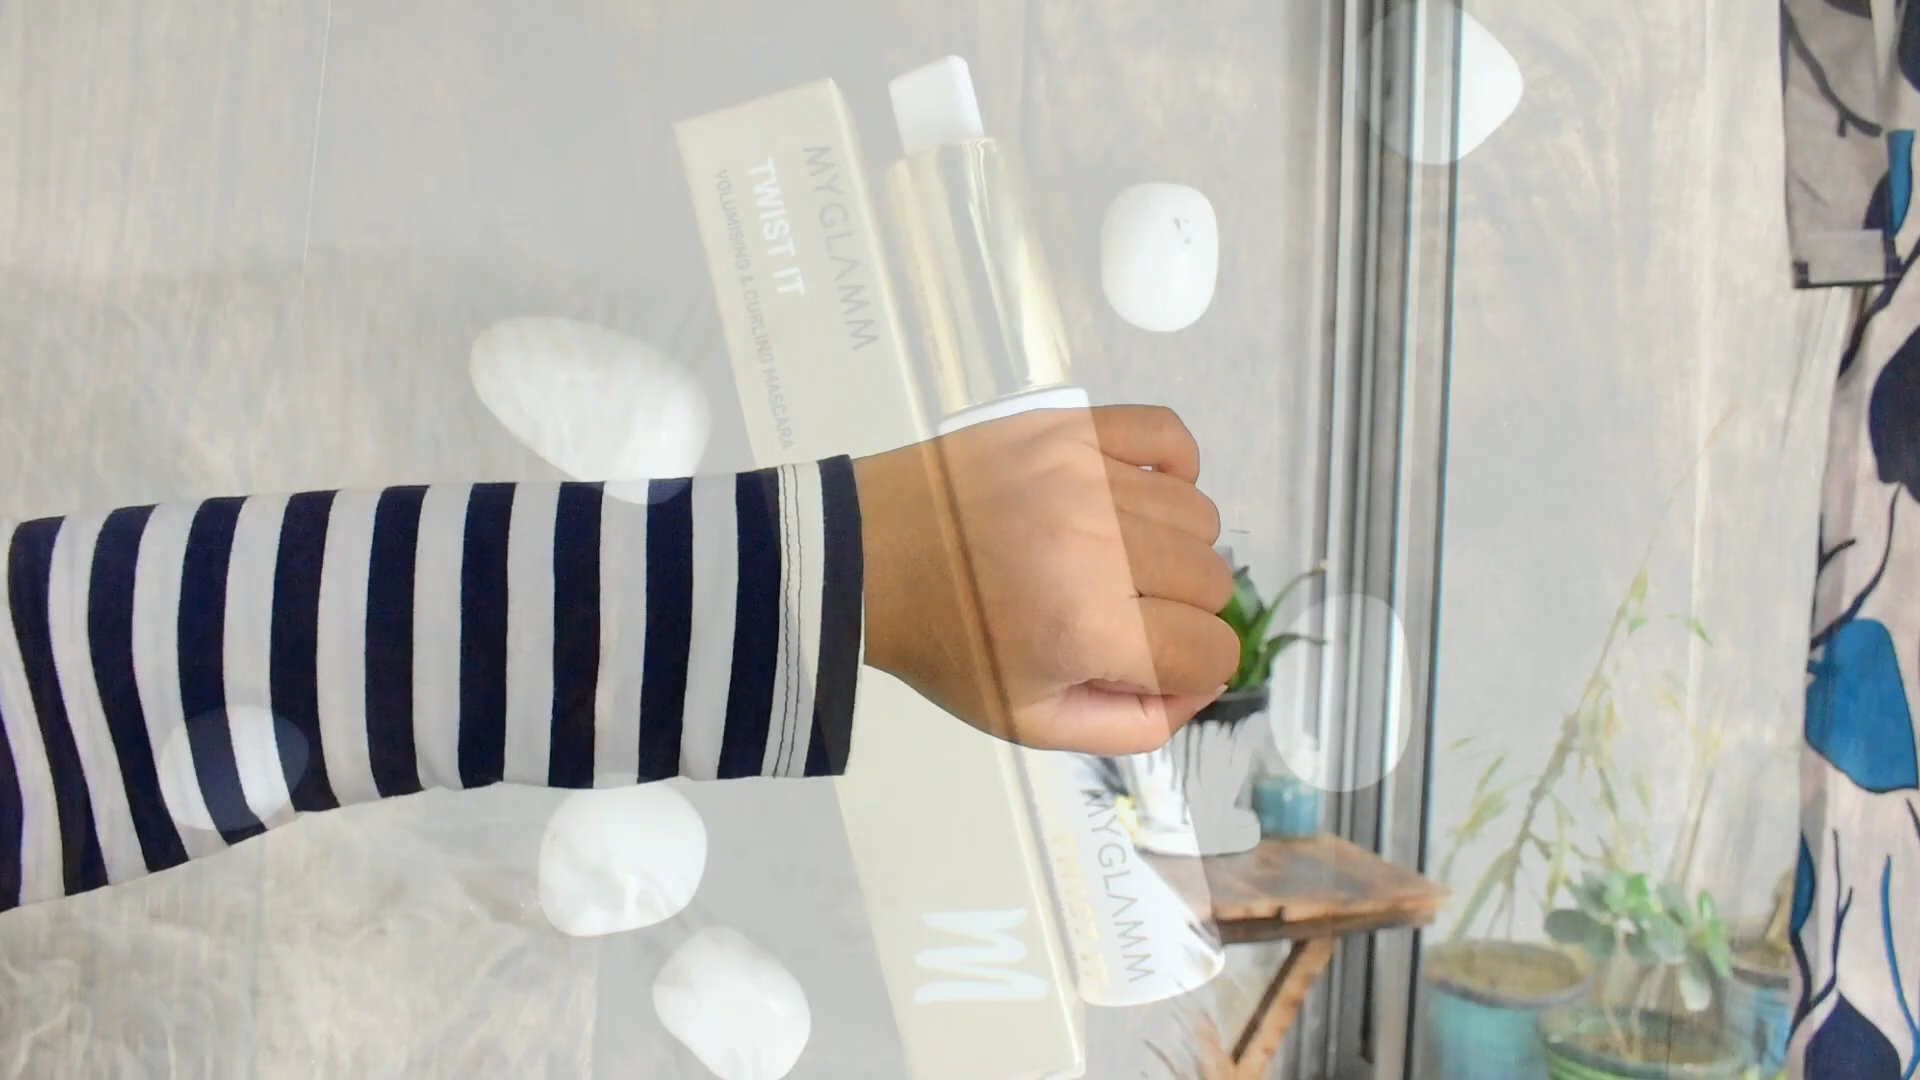 MYGLAMM
TWIST IT
VOLUMISING & CURLING MASCARA
MYGLAMM
TWIST IT
M